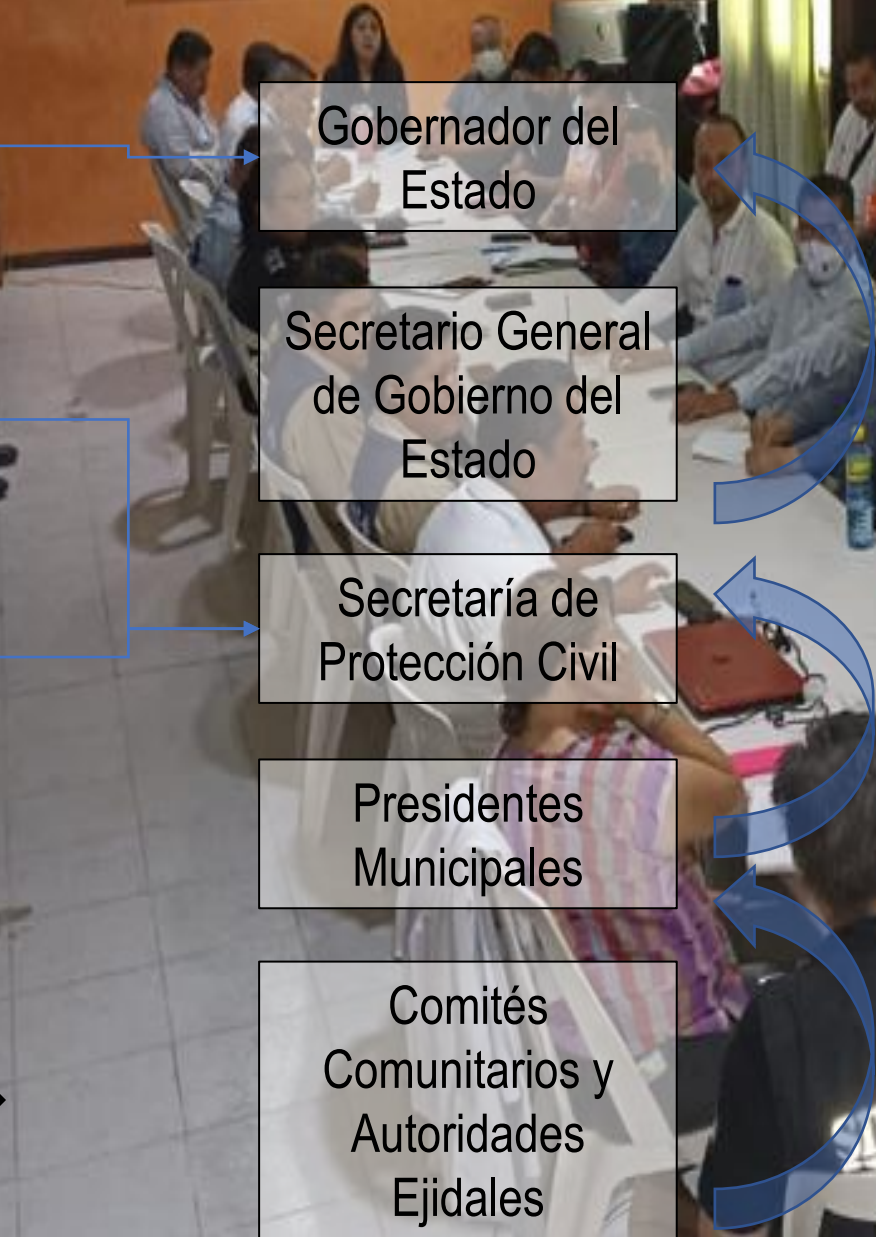 Gobernador del
Estado
Secretario General
de Gobierno del
Estado
Secretaría de
Protección Civil
Presidentes
Municipales
Comités
Comunitarios y
Autoridades
Ejidales